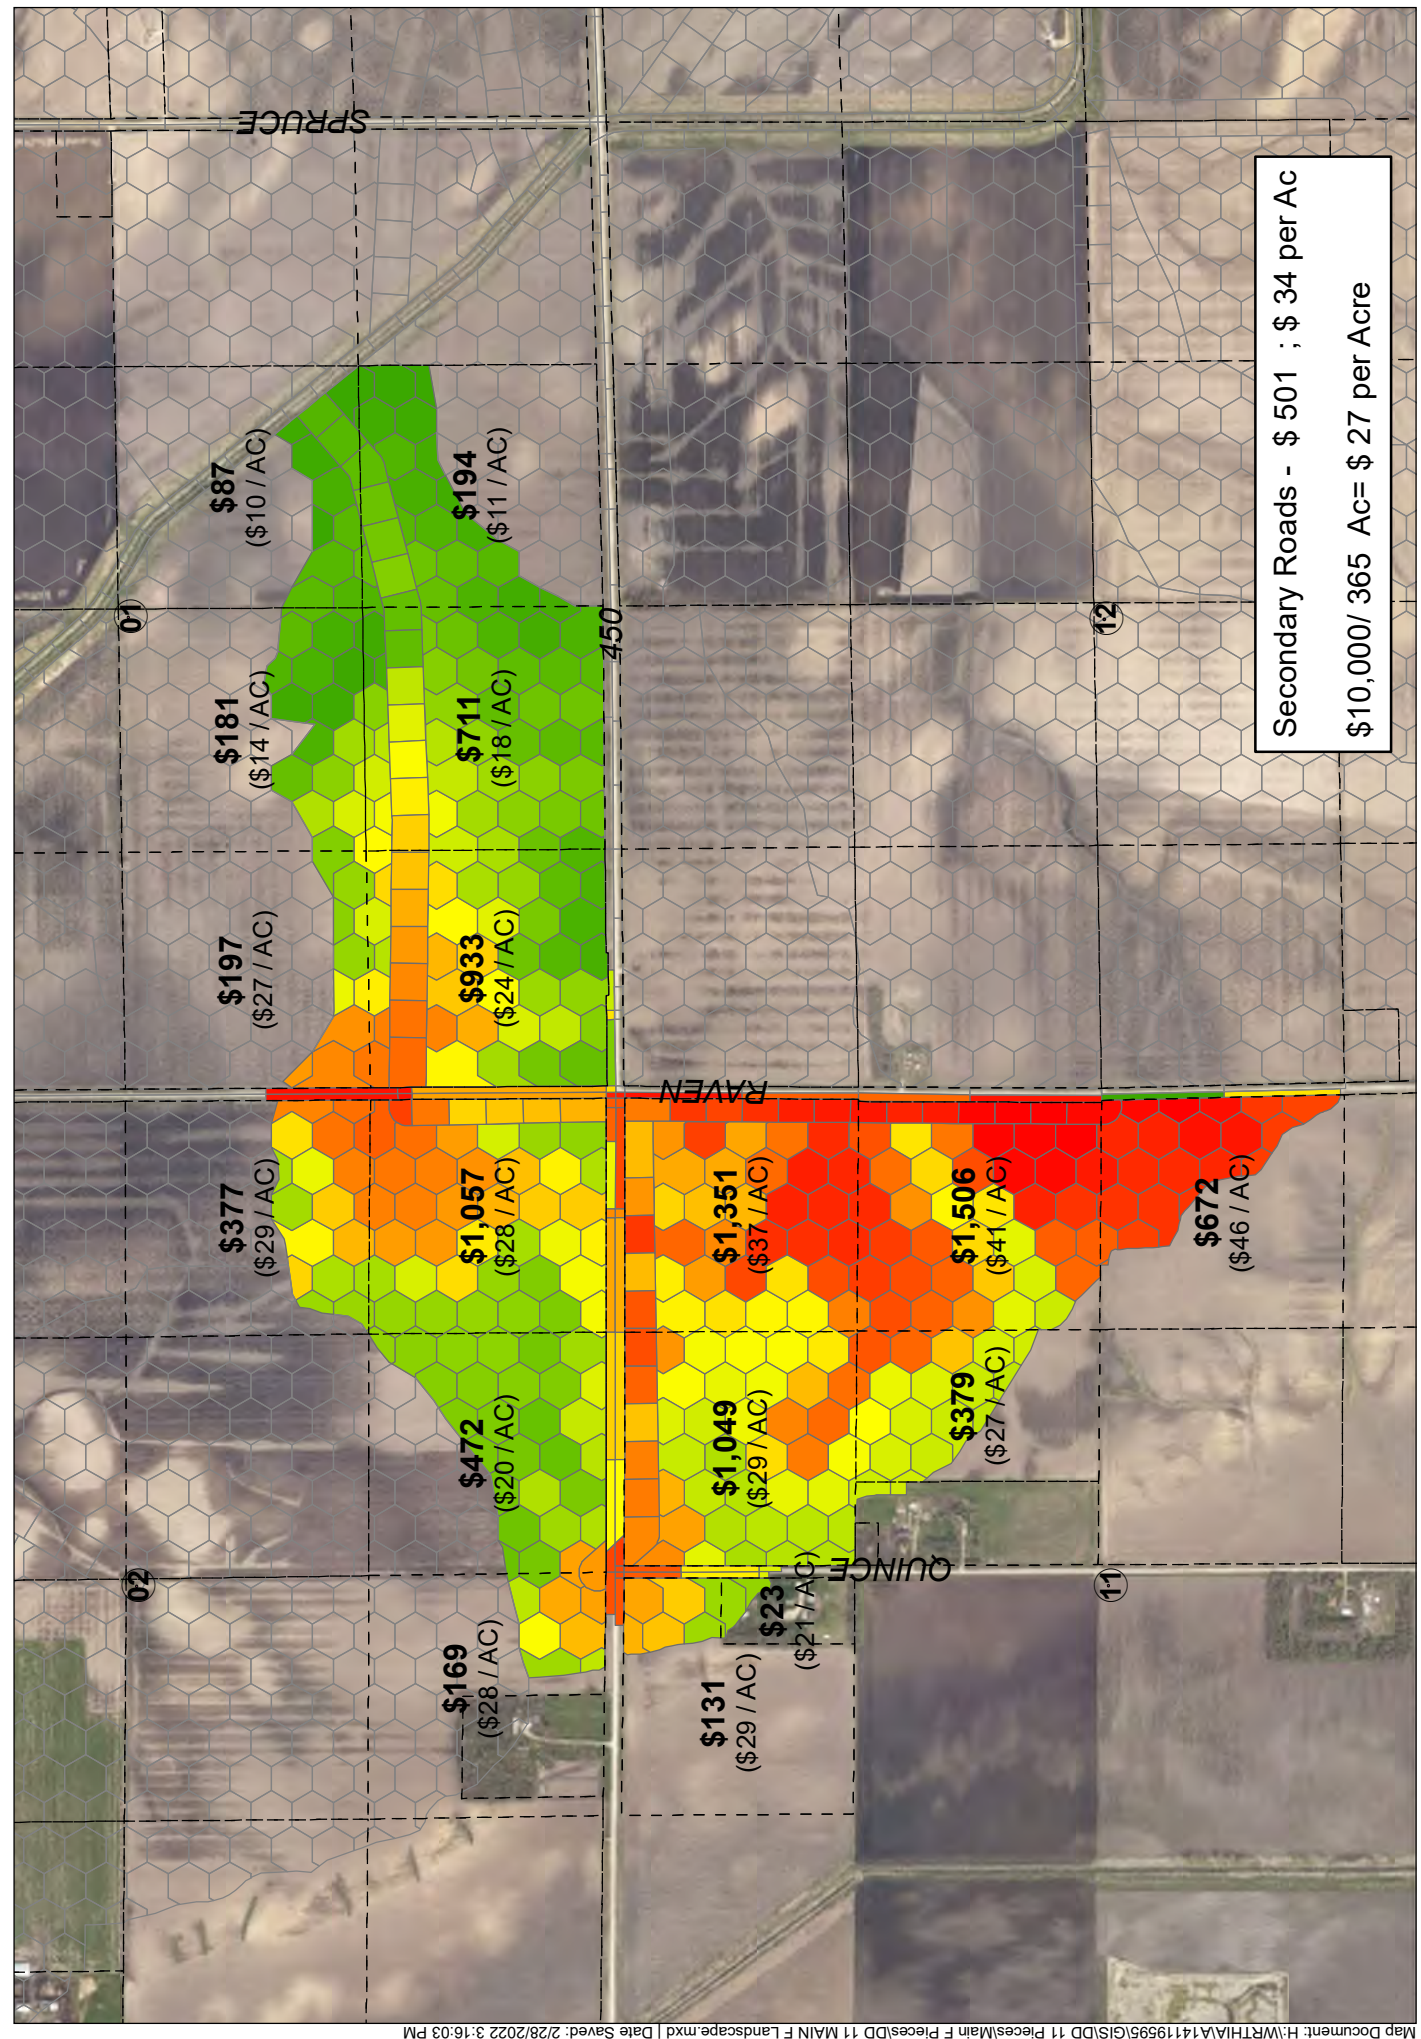 SPRUCE
$87
($10 / AC)
$194
($11 / AC)
01
450
12
$181
($14 / AC)
$711
($18 / AC)
$197
($27 / AC)
$933
($24 / AC)
RAVEN
$377
($29 / AC)
$1,057
($28 / AC)
$1,351
($37 / AC)
$1,506
($41 / AC)
$672
($46 / AC)
$472
($20 / AC)
$1,049
($29 / AC)
$379
($27 / AC)
02
QUINCE
11
$169
($28 / AC)
$23
($21 / AC)
$131
($29 / AC)
Secondary Roads - $ 501 ; $ 34 per Ac
$10,000/ 365 Ac= $ 27 per Acre
Map Document: H:\WRTHIA\AA\1411195595\GIS\DD 11 Pieces\Main F Pieces\DD 11 MAIN F Landscape.mxd | Date Saved: 2/28/2022 3:16:03 PM